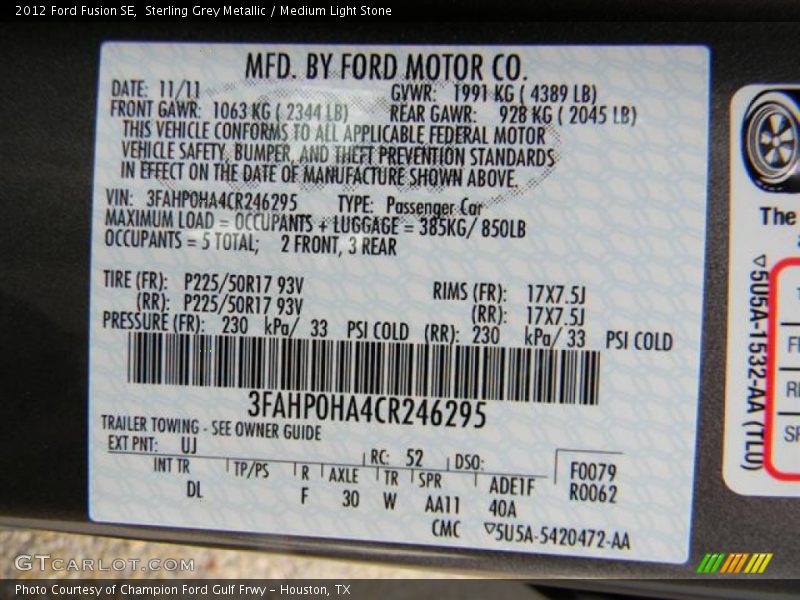 2012 Ford Fusion SE, Sterling Grey Metallic / Medium Light Stone
MFD. BY FORD MOTOR CO.
DATE: 11/11 GVWR: 1991 KG ( 4389 LB)
FRONT GAWR: 1063 KG ( 2344 LB) REAR GAWR: 928 KG ( 2045 LB)
THIS VEHICLE CONFORMS TO ALL APPLICABLE FEDERAL MOTOR
VEHICLE SAFETY, BUMPER, AND THEFT PREVENTION STANDARDS
IN EFFECT ON THE DATE OF MANUFACTURE SHOWN ABOVE.
VIN: 3FAHP0HA4CR246295 TYPE: Passenger Car
MAXIMUM LOAD = OCCUPANTS + LUGGAGE = 385KG/ 850LB
OCCUPANTS = 5 TOTAL; 2 FRONT, 3 REAR
TIRE (FR): P225/50R17 93V RIMS (FR): 17X7.5J
(RR): P225/50R17 93V (RR): 17X7.5J
PRESSURE (FR): 230 kPa/ 33 PSI COLD (RR): 230 kPa/ 33 PSI COLD
3FAHP0HA4CR246295
TRAILER TOWING - SEE OWNER GUIDE
EXT PNT: UJ RC: 52 DSO: F0079
INT TR TP/PS R AXLE TR SPR R0062
DL F 30 W AA11 ADE1F
40A
CMC ▽5U5A-5420472-AA
The
▽5U5A-1532-AA (TLU)
GTCarLot.com
Photo Courtesy of Champion Ford Gulf Frwy - Houston, TX